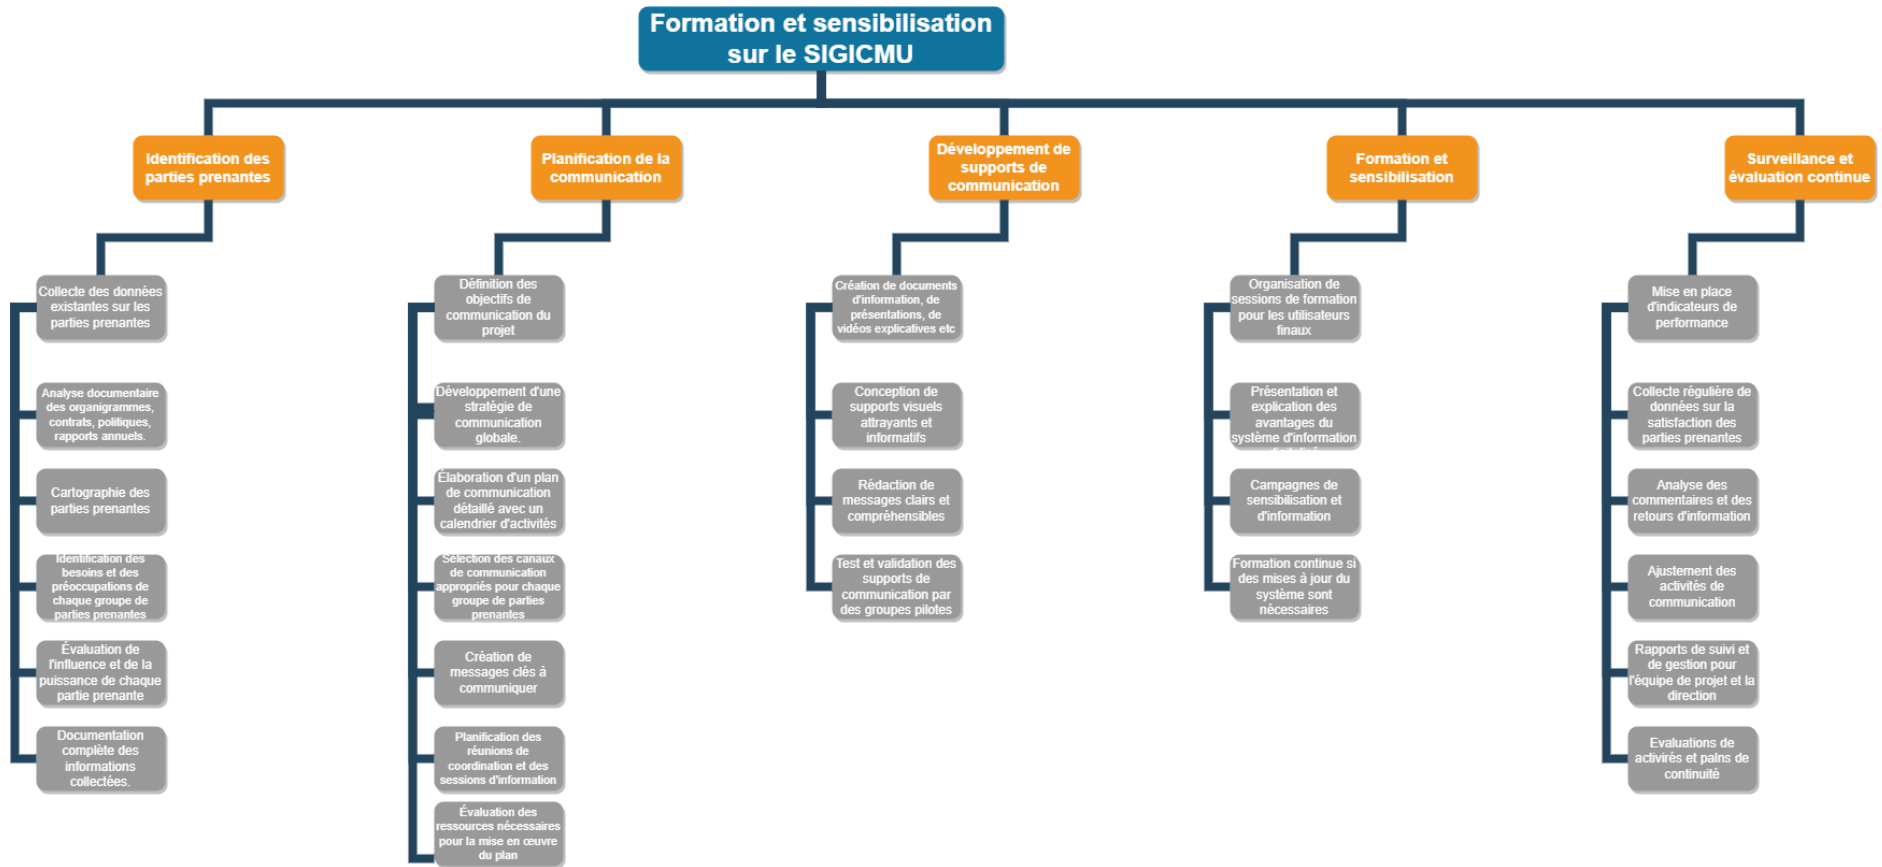 Formation et sensibilisation
sur le SIGICMU
Identification des
parties prenantes
Collecte des données
existantes sur les
parties prenantes
Analyse documentaire
des organigrammes,
contrats, politiques,
rapports annuels.
Cartographie des
parties prenantes
Identification des
besoins et des
préoccupations de
chaque groupe de
parties prenantes
Évaluation de
l'influence et de la
puissance de chaque
partie prenante
Documentation
complète des
informations
collectées.
Planification de la
communication
Définition des
objectifs de
communication du
projet
Développement d'une
stratégie de
communication
globale.
Élaboration d'un plan
de communication
détaillé avec un
calendrier d'activités
Sélection des canaux
de communication
appropriés pour chaque
groupe de parties
prenantes
Création de
messages clés à
communiquer
Planification des
réunions de
coordination et des
sessions d'information
Évaluation des
ressources nécessaires
pour la mise en œuvre
du plan
Développement de
supports de
communication
Création de documents
d'information, de
présentations, de
vidéos explicatives etc
Conception de
supports visuels
attrayants et
informatifs
Rédaction de
messages clairs et
compréhensibles
Test et validation des
supports de
communication par
des groupes pilotes
Formation et
sensibilisation
Organisation de
sessions de formation
pour les utilisateurs
finaux
Présentation et
explication des
avantages du
système d'information
Campagnes de
sensibilisation et
d'information
Formation continue si
des mises à jour du
système sont
nécessaires
Surveillance et
évaluation continue
Mise en place
d'indicateurs de
performance
Collecte régulière de
données sur la
satisfaction des
parties prenantes
Analyse des
commentaires et des
retours d'information
Ajustement des
activités de
communication
Rapports de suivi et
de gestion pour
l'équipe de projet et la
direction
Evaluations de
activirés et palns de
continuité